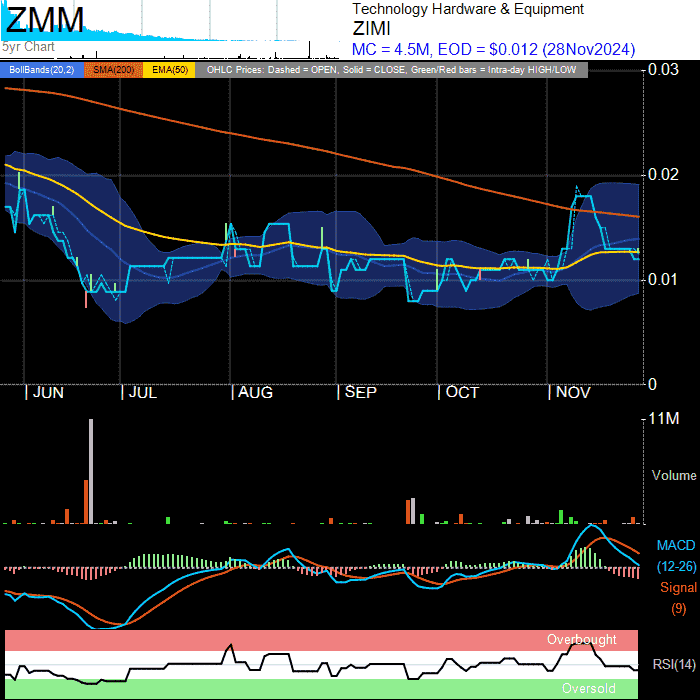 ZMM
5yr Chart
Technology Hardware & Equipment
ZIMI
MC = 4.5M, EOD = $0.012 (28Nov2024)
BollBands(20,2) SMA(200) EMA(50) OHLC Prices: Dashed = OPEN, Solid = CLOSE, Green/Red bars = Intra-day HIGH/LOW
0.03
0.02
0.01
0
JUN JUL AUG SEP OCT NOV
11M
Volume
MACD
(12-26)
Signal
(9)
Overbought
RSI(14)
Oversold